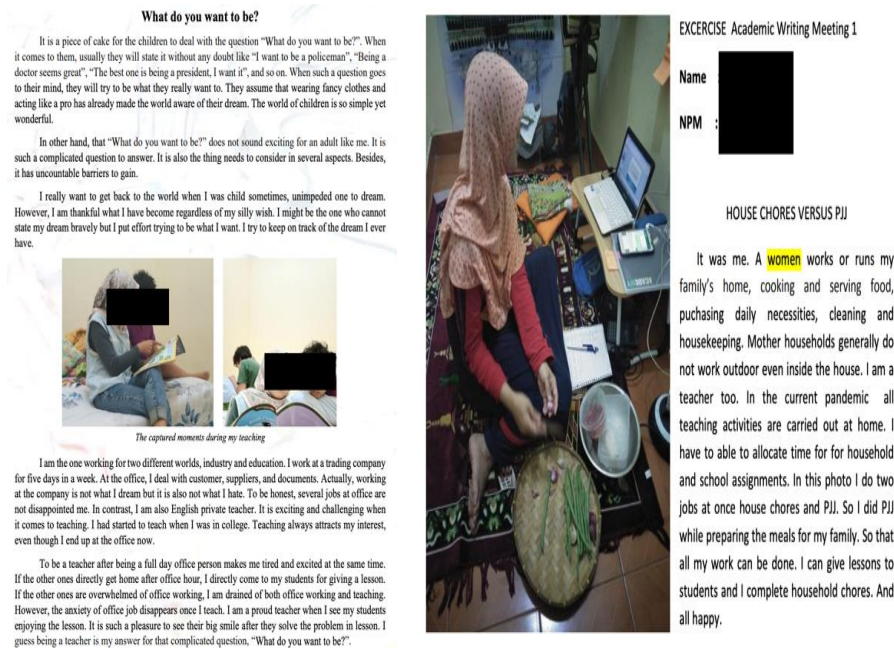 What do you want to be?
It is a piece of cake for the children to deal with the question “What do you want to be?”. When
it comes to them, usually they will state it without any doubt like “I want to be a policeman”, “Being a
doctor seems great”, “The best one is being a president, I want it”, and so on. When such a question goes
to their mind, they will try to be what they really want to. They assume that wearing fancy clothes and
acting like a pro has already made the world aware of their dream. The world of children is so simple yet
wonderful.
In other hand, that “What do you want to be?” does not sound exciting for an adult like me. It is
such a complicated question to answer. It is also the thing needs to consider in several aspects. Besides,
it has uncountable barriers to gain.
I really want to get back to the world when I was child sometimes, unimpeded one to dream.
However, I am thankful what I have become regardless of my silly wish. I might be the one who cannot
state my dream bravely but I put effort trying to be what I want. I try to keep on track of the dream I ever
have.
The captured moments during my teaching
I am the one working for two different worlds, industry and education. I work at a trading company
for five days in a week. At the office, I deal with customer, suppliers, and documents. Actually, working
at the company is not what I dream but it is also not what I hate. To be honest, several jobs at office are
not disappointed me. In contrast, I am also English private teacher. It is exciting and challenging when
it comes to teaching. I had started to teach when I was in college. Teaching always attracts my interest,
even though I end up at the office now.
To be a teacher after being a full day office person makes me tired and excited at the same time.
If the other ones directly get home after office hour, I directly come to my students for giving a lesson.
If the other ones are overwhelmed of office working, I am drained of both office working and teaching.
However, the anxiety of office job disappears once I teach. I am a proud teacher when I see my students
enjoying the lesson. It is such a pleasure to see their big smile after they solve the problem in lesson. I
guess being a teacher is my answer for that complicated question, “What do you want to be?”.
EXCERCISE Academic Writing Meeting 1
Name :
NPM :
HOUSE CHORES VERSUS PJJ
It was me. A women works or runs my
family’s home, cooking and serving food,
puchasing daily necessities, cleaning and
housekeeping. Mother households generally do
not work outdoor even inside the house. I am a
teacher too. In the current pandemic all
teaching activities are carried out at home. I
have to able to allocate time for for household
and school assignments. In this photo I do two
jobs at once house chores and PJJ. So I did PJJ
while preparing the meals for my family. So that
all my work can be done. I can give lessons to
students and I complete household chores. And
all happy.